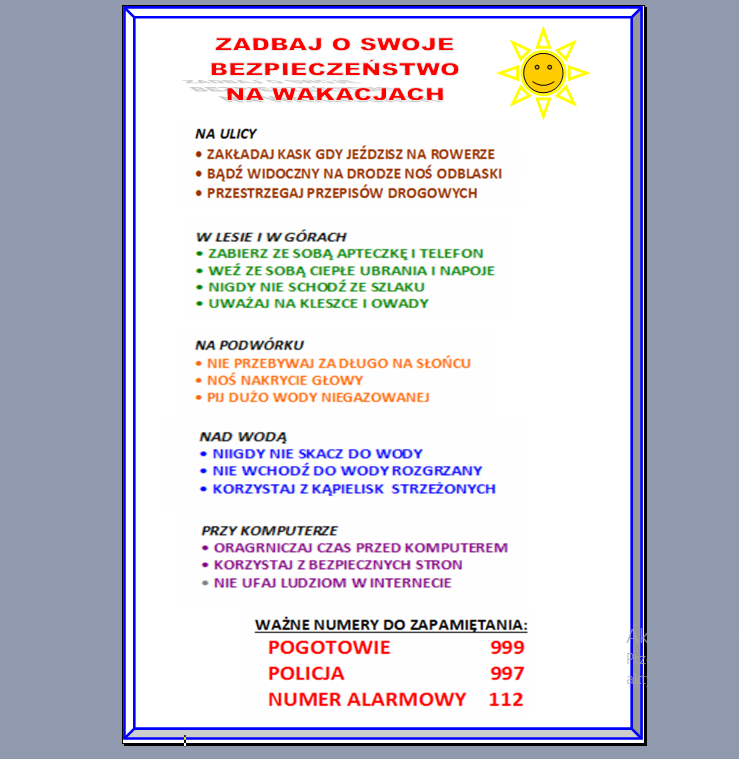 ZADBAJ O SWOJE
BEZPIECZEŃSTWO
NA WAKACJACH
NA ULICY
• ZAKŁADAJ KASK GDY JEŹDZISZ NA ROWERZE
• BĄDŹ WIDOCZNY NA DRODZE NOŚ ODBLASKI
• PRZESTRZEGAJ PRZEPISÓW DROGOWYCH
W LESIE I W GÓRACH
• ZABIERZ ZE SOBĄ APTECZKĘ I TELEFON
• WEŹ ZE SOBĄ CIEPŁE UBRANIA I NAPOJE
• NIGDY NIE SCHODŹ ZE SZLAKU
• UWAŻAJ NA KLESZCE I OWADY
NA PODWÓRKU
• NIE PRZEBYWAJ ZA DŁUGO NA SŁOŃCU
• NOŚ NAKRYCIE GŁOWY
• PIJ DUŻO WODY NIEGAZOWANEJ
NAD WODĄ
• NIIGDY NIE SKACZ DO WODY
• NIE WCHODŹ DO WODY ROZGRZANY
• KORZYSTAJ Z KĄPIELISK STRZEŻONYCH
PRZY KOMPUTERZE
• ORAGRNICZAJ CZAS PRZED KOMPUTEREM
• KORZYSTAJ Z BEZPIECZNYCH STRON
• NIE UFAJ LUDZIOM W INTERNECIE
WAŻNE NUMERY DO ZAPAMIĘTANIA:
POGOTOWIE 999
POLICJA 997
NUMER ALARMOWY 112